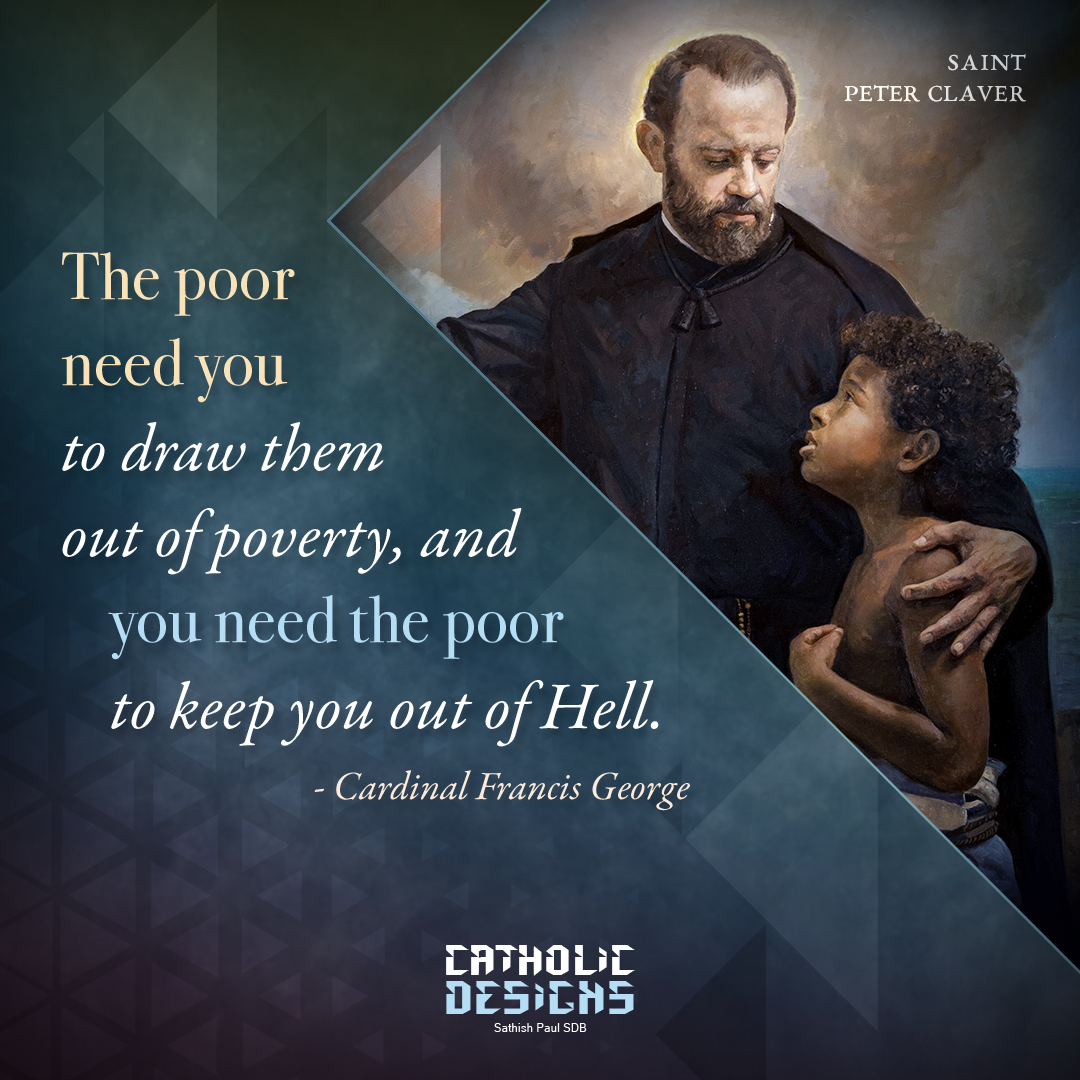 SAINT
PETER CLAVER
The poor
need you
to draw them
out of poverty, and
you need the poor
to keep you out of Hell.
- Cardinal Francis George
CATHOLIC
DESIGNS
Sathish Paul SDB